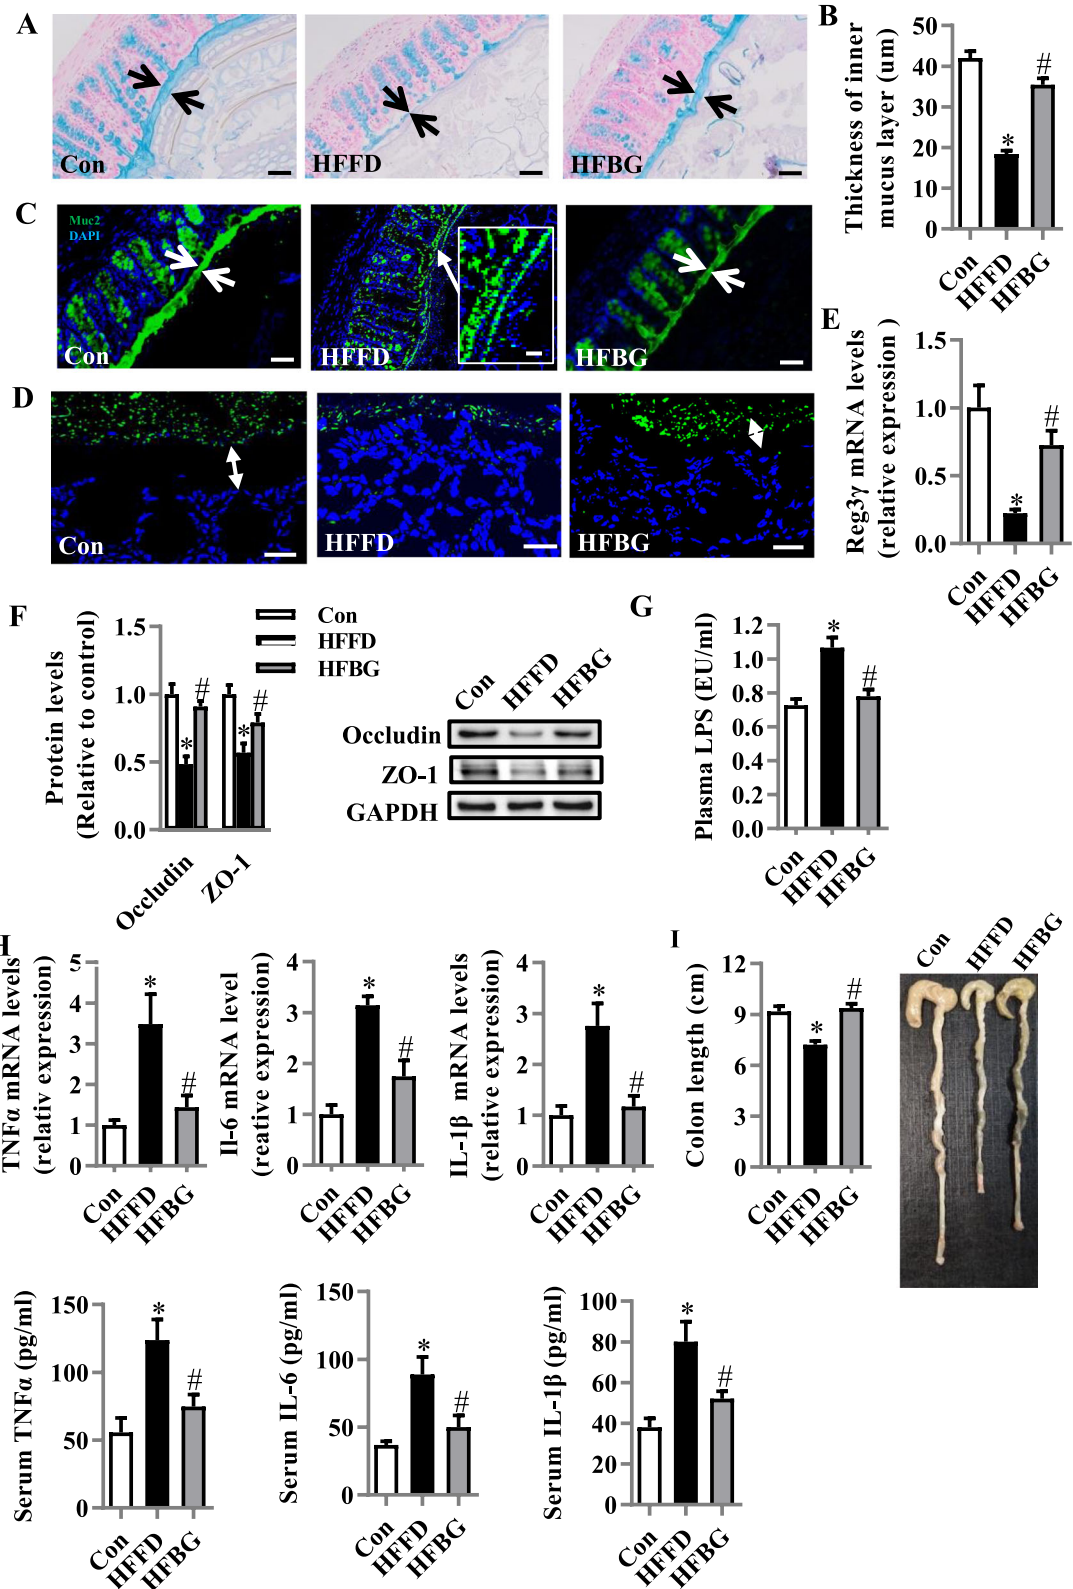 A
Con
HFFD
HFBG
B
Thickness of inner
mucus layer (um)
50
40
30
20
10
0
*
#
Con
HFFD
HFBG
C
Muc2
DAPI
Con
HFFD
HFBG
D
Con
HFFD
HFBG
E
Reg3γ mRNA levels
(relative expression )
1.5
1.0
0.5
0.0
*
#
Con
HFFD
HFBG
F
Protein levels
(Relative to control)
1.5
1.0
0.5
0.0
*
#
*
#
Occludin
ZO-1
Con
HFFD
HFBG
Con
HFFD
HFBG
Occludin
ZO-1
GAPDH
G
Plasma LPS (EU/ml)
1.2
1.0
0.8
0.6
0.4
0.2
0.0
*
#
Con
HFFD
HFBG
H
TNFα mRNA levels
(relative expression)
5
4
3
2
1
0
*
#
Con
HFFD
HFBG
Il-6 mRNA level
(reative expression)
4
3
2
1
0
*
#
Con
HFFD
HFBG
IL-1β mRNA levels
(relative expression)
4
3
2
1
0
*
#
Con
HFFD
HFBG
I
Colon length (cm)
12
9
6
3
0
*
#
Con
HFFD
HFBG
Con
HFFD
HFBG
Serum TNFα (pg/ml)
150
100
50
0
*
#
Con
HFFD
HFBG
Serum IL-6 (pg/ml)
150
100
50
0
*
#
Con
HFFD
HFBG
Serum IL-1β (pg/ml)
100
80
60
40
20
0
*
#
Con
HFFD
HFBG